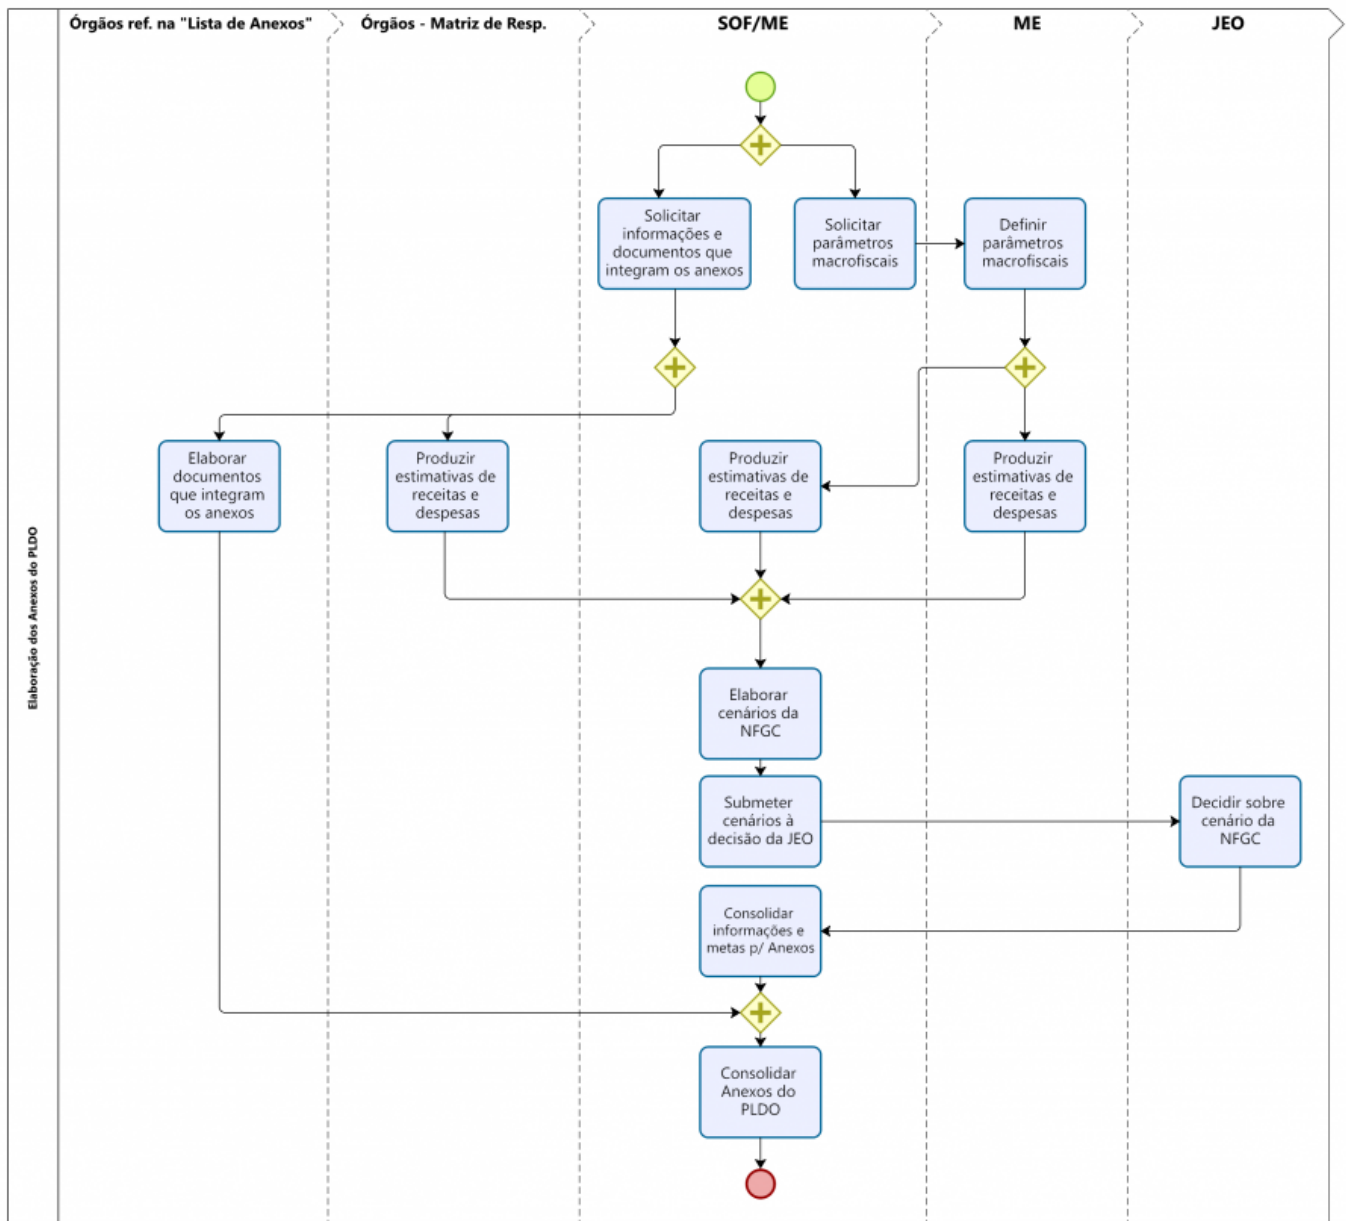 Órgãos ref. na "Lista de Anexos"
Órgãos - Matriz de Resp.
SOF/ME
ME
JEO
Elaboração dos Anexos do PLDO
Solicitar
informações e
documentos que
integram os anexos
Solicitar
parâmetros
macrofiscais
Definir
parâmetros
macrofiscais
Elaborar
documentos
que integram
os anexos
Produzir
estimativas de
receitas e
despesas
Produzir
estimativas de
receitas e
despesas
Produzir
estimativas de
receitas e
despesas
Elaborar
cenários da
NFGC
Submeter
cenários à
decisão da JEO
Decidir sobre
cenário da
NFGC
Consolidar
informações e
metas p/ Anexos
Consolidar
Anexos do
PLDO